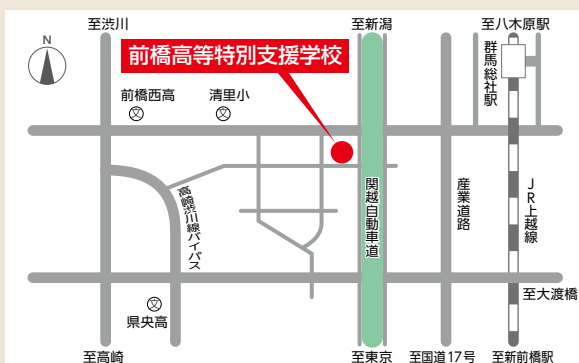 至渋川
至新潟
至八木原駅
N
前橋高等特別支援学校
群馬総社駅
前橋西高
清里小
文
文
高崎渋川線バイパス
関越自動車道
産業道路
JR上越線
至大渡橋
文
県央高
至高崎
至東京
至国道17号
至新前橋駅